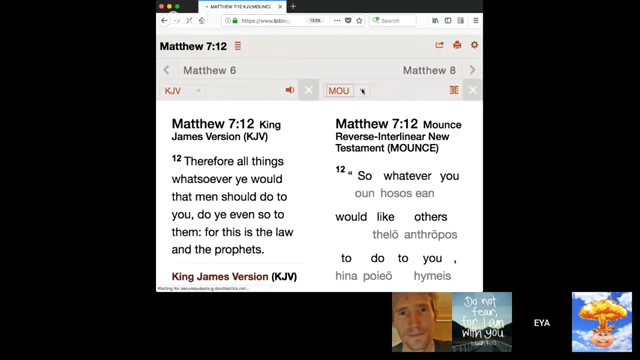 MATTHEW 7:12 KJV;MOUNCE
https://www.bible
133%
Search
Matthew 7:12
Matthew 6
Matthew 8
KJV
MOU
Matthew 7:12 King
James Version (KJV)
12 Therefore all things
whatsoever ye would
that men should do to
you, do ye even so to
them: for this is the law
and the prophets.
King James Version (KJV)
Matthew 7:12 Mounce
Reverse-Interlinear New
Testament (MOUNCE)
12 “ So whatever you
oun hosos ean
would like others
thelō anthrōpos
to do to you ,
hina poieō hymeis
Waiting for securepubads.g.doubleclick.net...
Do not
fear,
for I am
with you
EYA